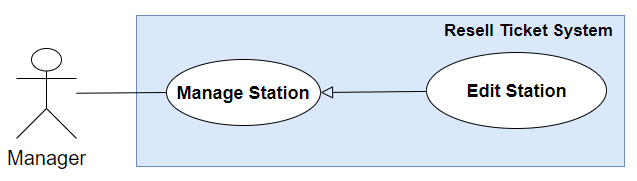 Resell Ticket System
Manage Station
Edit Station
Manager